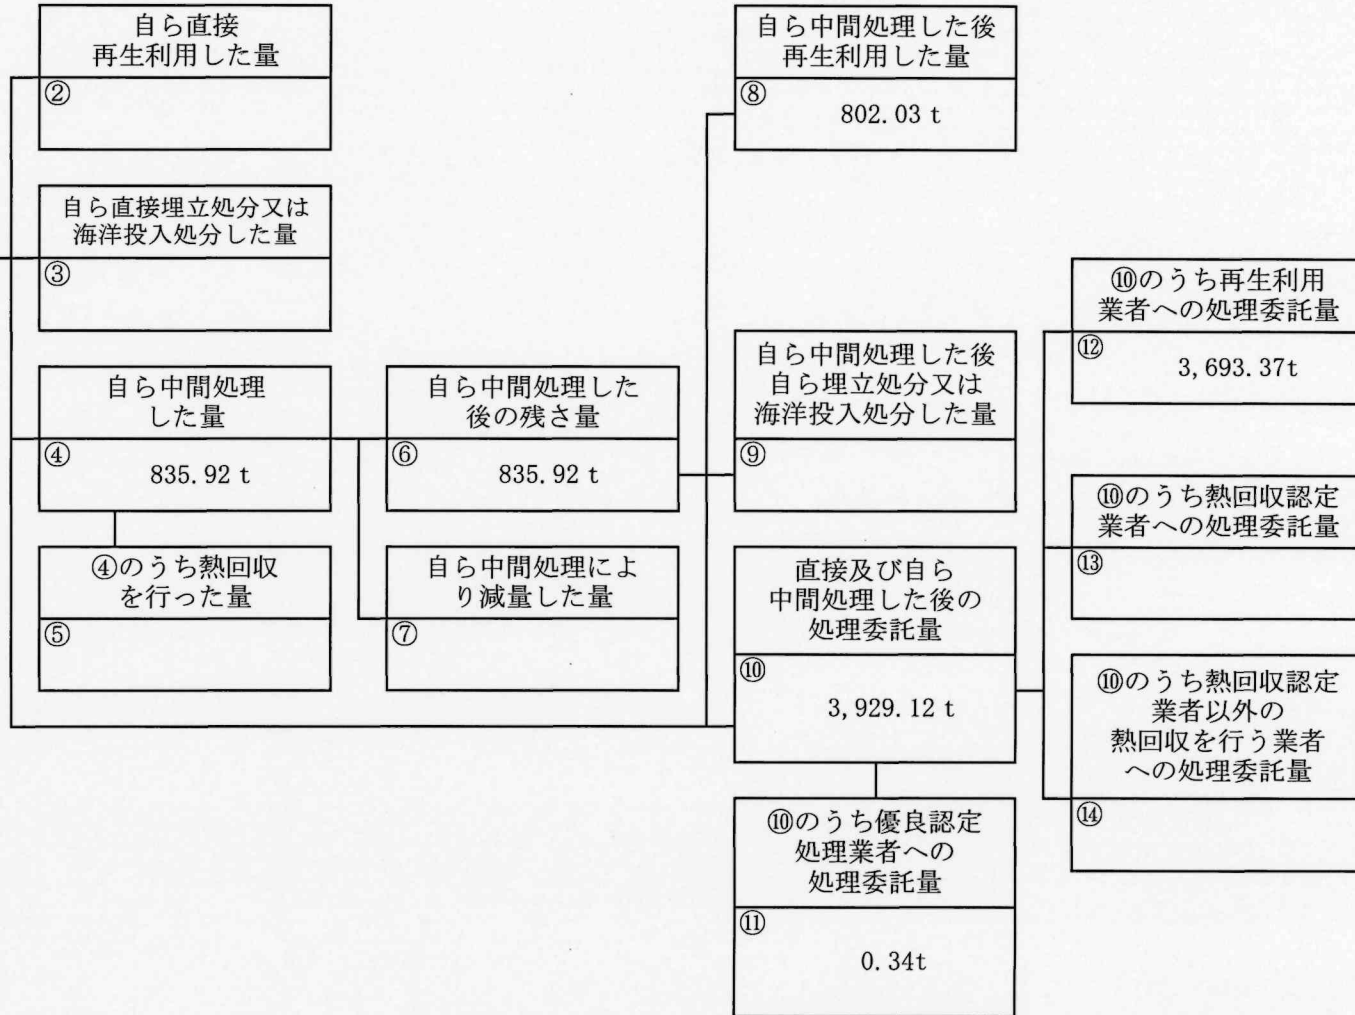 自ら直接
再生利用した量
②
自ら直接埋立処分又は
海洋投入処分した量
③
自ら中間処理
した量
④
835.92 t
④のうち熱回収
を行った量
⑤
自ら中間処理した
後の残さ量
⑥
835.92 t
自ら中間処理によ
り減量した量
⑦
自ら中間処理した後
再生利用した量
⑧
802.03 t
自ら中間処理した後
自ら埋立処分又は
海洋投入処分した量
⑨
直接及び自ら
中間処理した後の
処理委託量
⑩
3,929.12 t
⑩のうち優良認定
処理業者への
処理委託量
⑪
0.34t
⑩のうち再生利用
業者への処理委託量
⑫
3,693.37t
⑩のうち熱回収認定
業者への処理委託量
⑬
⑩のうち熱回収認定
業者以外の
熱回収を行う業者
への処理委託量
⑭